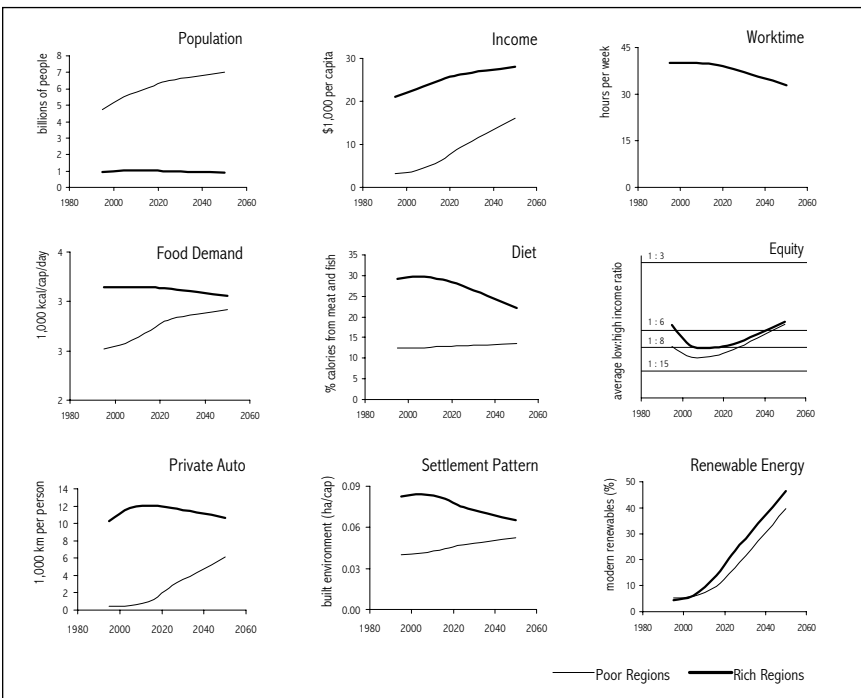 Population
billions of people
8
7
6
5
4
3
2
1
0
1980 2000 2020 2040 2060
Income
$1,000 per capita
30
20
10
0
1980 2000 2020 2040 2060
Worktime
hours per week
45
30
15
0
1980 2000 2020 2040 2060
Food Demand
1,000 kcal/cap/day
4
3
3
2
1980 2000 2020 2040 2060
Diet
% calories from meat and fish
35
30
25
20
15
10
5
0
1980 2000 2020 2040 2060
Equity
average low:high income ratio
1 : 3
1 : 6
1 : 8
1 : 15
1980 2000 2020 2040 2060
Private Auto
1,000 km per person
14
12
10
8
6
4
2
0
1980 2000 2020 2040 2060
Settlement Pattern
built environment (ha/cap)
0.09
0.06
0.03
0.00
1980 2000 2020 2040 2060
Renewable Energy
modern renewables (%)
50
40
30
20
10
0
1980 2000 2020 2040 2060
Poor Regions Rich Regions